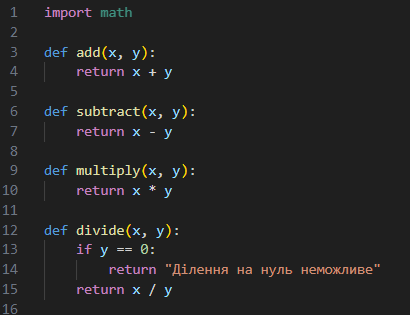 1 import math
2
3 def add(x, y):
4     return x + y
5
6 def subtract(x, y):
7     return x - y
8
9 def multiply(x, y):
10     return x * y
11
12 def divide(x, y):
13     if y == 0:
14         return "Ділення на нуль неможливе"
15     return x / y
16